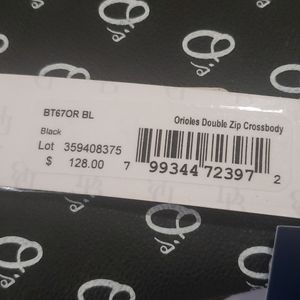 O's
BT67OR BL
Orioles Double Zip Crossbody
Black
Lot 359408375
$ 128.00
7 99344 72397 2
O's
O's
O's
O's